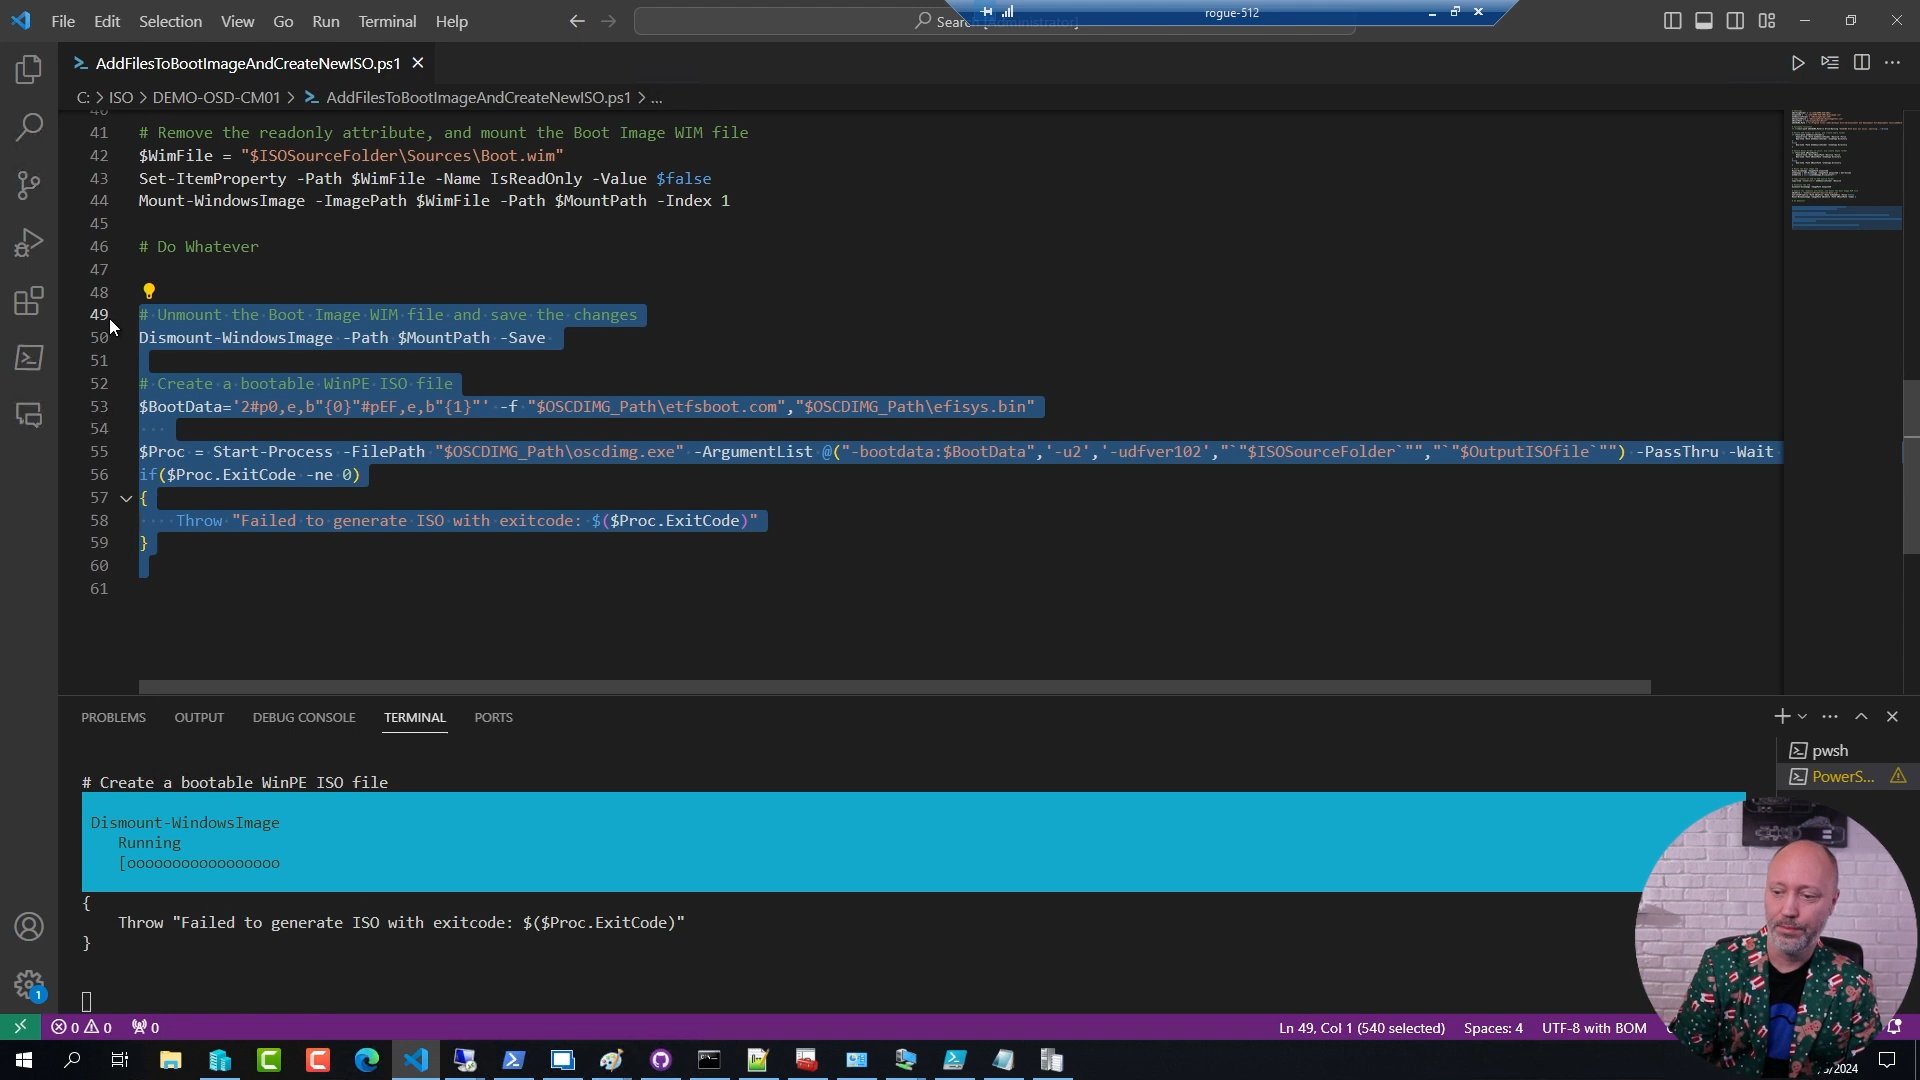 File Edit Selection View Go Run Terminal Help
rogue-512
AddFilesToBootImageAndCreateNewISO.ps1
C: > ISO > DEMO-OSD-CM01 > AddFilesToBootImageAndCreateNewISO.ps1 > ...
41 # Remove the readonly attribute, and mount the Boot Image WIM file
42 $WimFile = "$ISOSourceFolder\Sources\Boot.wim"
43 Set-ItemProperty -Path $WimFile -Name IsReadOnly -Value $false
44 Mount-WindowsImage -ImagePath $WimFile -Path $MountPath -Index 1
45
46 # Do Whatever
47
48
49 # Unmount the Boot Image WIM file and save the changes
50 Dismount-WindowsImage -Path $MountPath -Save
51
52 # Create a bootable WinPE ISO file
53 $BootData='2#p0,e,b"{0}"#pEF,e,b"{1}"' -f "$OSCDIMG_Path\etfsboot.com","$OSCDIMG_Path\efisys.bin"
54
55 $Proc = Start-Process -FilePath "$OSCDIMG_Path\oscdimg.exe" -ArgumentList @("-bootdata:$BootData",'-u2','-udfver102',"`"$ISOSourceFolder`"","`"$OutputISOfile`"") -PassThru -Wait
56 if($Proc.ExitCode -ne 0)
57 {
58 Throw "Failed to generate ISO with exitcode: $($Proc.ExitCode)"
59 }
60
61
PROBLEMS OUTPUT DEBUG CONSOLE TERMINAL PORTS
pwsh
PowerS...
# Create a bootable WinPE ISO file
Dismount-WindowsImage
Running
[ooooooooooooooooo
{
Throw "Failed to generate ISO with exitcode: $($Proc.ExitCode)"
}
1
0 0 0
Ln 49, Col 1 (540 selected) Spaces: 4 UTF-8 with BOM